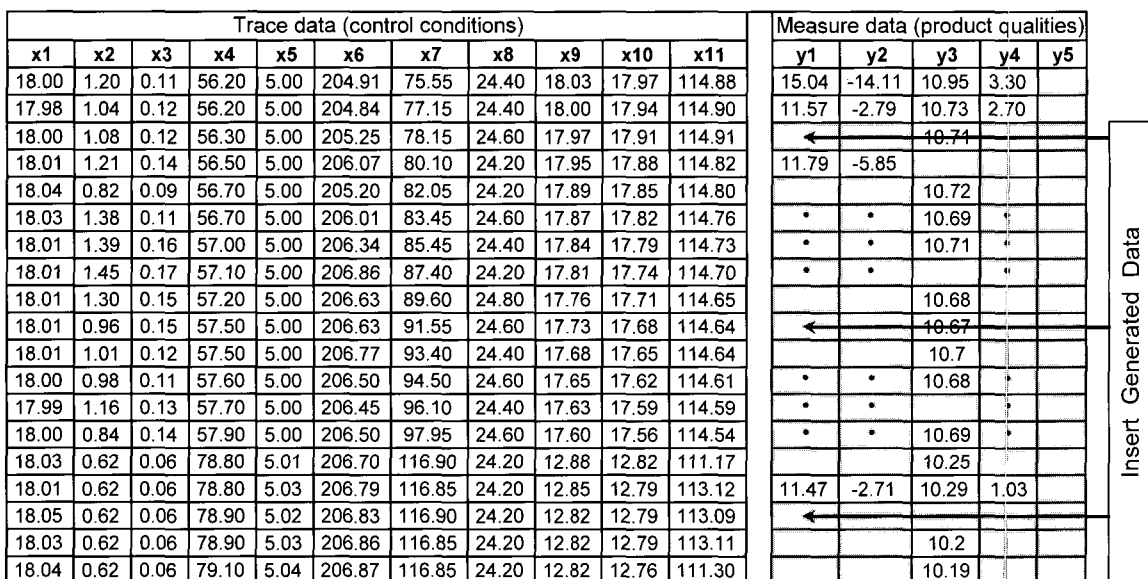 Trace data (control conditions) Measure data (product qualities)
x1 x2 x3 x4 x5 x6 x7 x8 x9 x10 x11 y1 y2 y3 y4 y5
18.00 1.20 0.11 56.20 5.00 204.91 75.55 24.40 18.03 17.97 114.88 15.04 -14.11 10.95 3.30
17.98 1.04 0.12 56.20 5.00 204.84 77.15 24.40 18.00 17.94 114.90 11.57 -2.79 10.73 2.70
18.00 1.08 0.12 56.30 5.00 205.25 78.15 24.60 17.97 17.91 114.91 10.71
18.01 1.21 0.14 56.50 5.00 206.07 80.10 24.20 17.95 17.88 114.82 11.79 -5.85
18.04 0.82 0.09 56.70 5.00 205.20 82.05 24.60 17.89 17.85 114.80 10.72
18.03 1.38 0.11 56.70 5.00 206.01 83.45 24.60 17.87 17.82 114.76 • • 10.69 •
18.01 1.39 0.16 57.00 5.00 206.34 85.45 24.40 17.84 17.79 114.73 • • 10.71 •
18.01 1.45 0.17 57.10 5.00 206.86 87.40 24.20 17.81 17.74 114.70 • • •
18.01 1.30 0.15 57.20 5.00 206.63 89.60 24.80 17.76 17.71 114.65 10.68
18.01 0.96 0.15 57.50 5.00 206.63 91.55 24.60 17.73 17.68 114.64 10.67
18.01 1.01 0.12 57.50 5.00 206.77 93.40 24.40 17.68 17.65 114.64 10.7
18.00 0.98 0.11 57.60 5.00 206.50 94.50 24.60 17.65 17.62 114.61 • • 10.68 •
17.99 1.16 0.13 57.70 5.00 206.45 96.10 24.40 17.63 17.59 114.59 • • •
18.00 0.84 0.14 57.90 5.00 206.50 97.95 24.60 17.60 17.56 114.54 • • 10.69 •
18.03 0.62 0.06 78.80 5.01 206.70 116.90 24.20 12.88 12.82 111.17 10.25
18.01 0.62 0.06 78.80 5.03 206.79 116.85 24.20 12.85 12.79 113.12 11.47 -2.71 10.29 1.03
18.05 0.62 0.06 78.90 5.02 206.83 116.90 24.20 12.82 12.79 113.09
18.03 0.62 0.06 78.90 5.03 206.86 116.85 24.20 12.82 12.79 113.11 10.2
18.04 0.62 0.06 79.10 5.04 206.87 116.85 24.20 12.82 12.76 111.30 10.19
Insert Generated Data